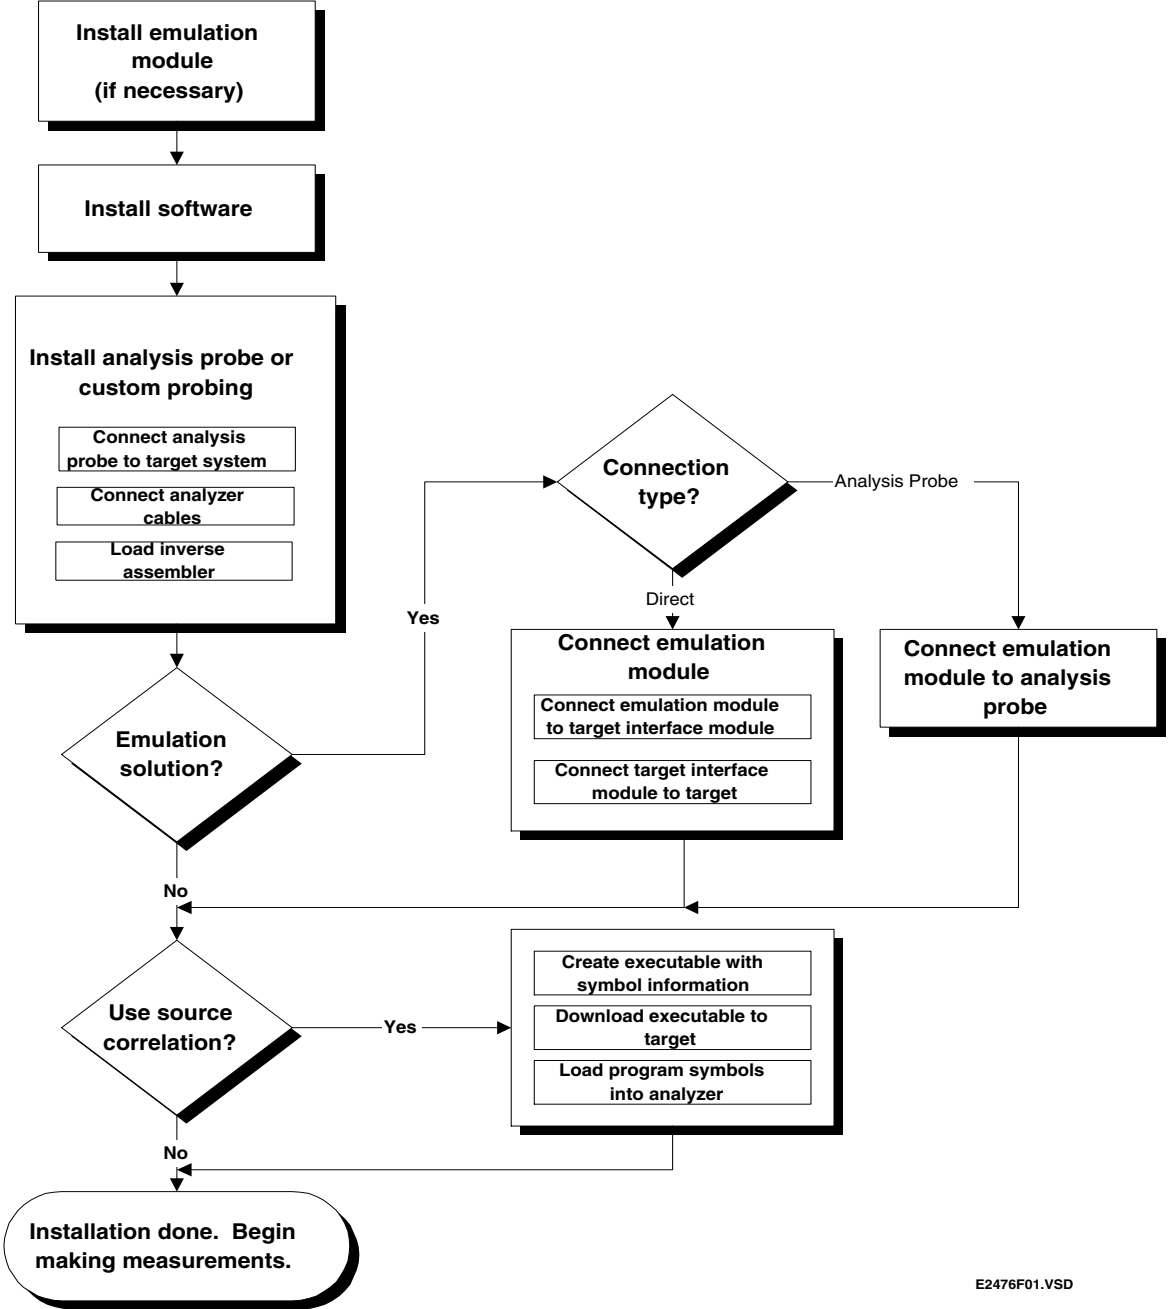 Install emulation
module
(if necessary)
Install software
Install analysis probe or
custom probing
Connect analysis
probe to target system
Connect analyzer
cables
Load inverse
assembler
Emulation
solution?
Yes
Connection
type?
Analysis Probe
Direct
Connect emulation
module
Connect emulation module
to target interface module
Connect target interface
module to target
Connect emulation
module to analysis
probe
No
Use source
correlation?
Yes
Create executable with
symbol information
Download executable to
target
Load program symbols
into analyzer
No
Installation done.  Begin
making measurements.
E2476F01.VSD